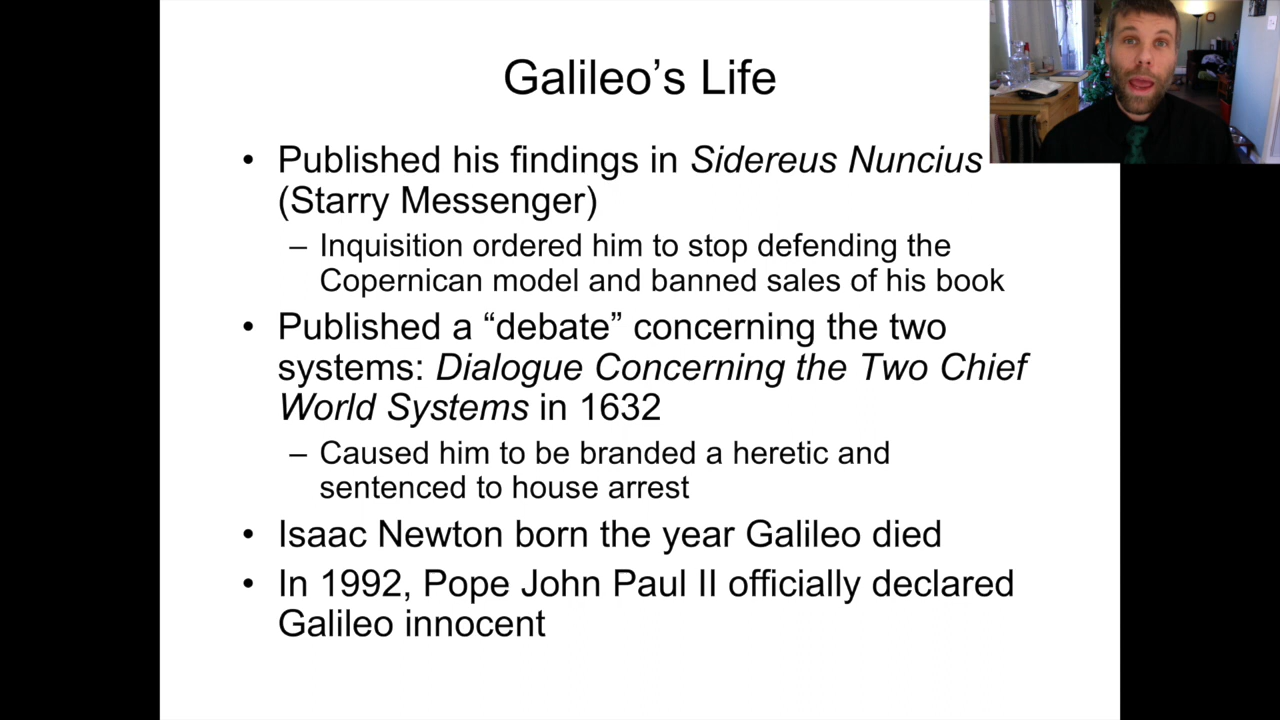 Galileo’s Life
• Published his findings in Sidereus Nuncius
(Starry Messenger)
– Inquisition ordered him to stop defending the
Copernican model and banned sales of his book
• Published a “debate” concerning the two
systems: Dialogue Concerning the Two Chief
World Systems in 1632
– Caused him to be branded a heretic and
sentenced to house arrest
• Isaac Newton born the year Galileo died
• In 1992, Pope John Paul II officially declared
Galileo innocent